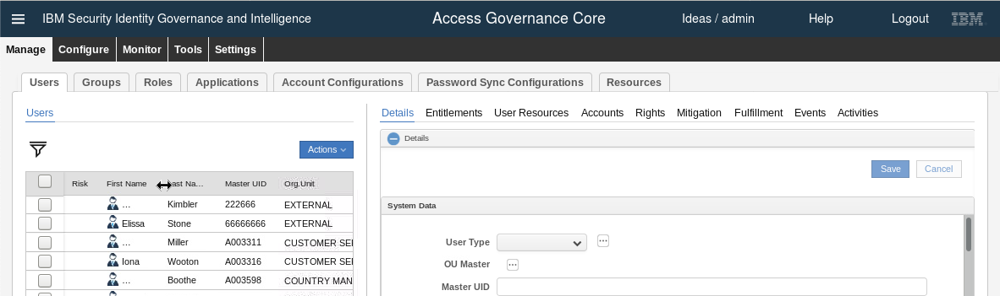 IBM Security Identity Governance and Intelligence Access Governance Core Ideas / admin Help Logout IBM
Manage Configure Monitor Tools Settings
Users Groups Roles Applications Account Configurations Password Sync Configurations Resources
Users
Actions
Risk First Name Last Na... Master UID Org.Unit
... Kimbler 222666 EXTERNAL
Elissa Stone 66666666 EXTERNAL
... Miller A003311 CUSTOMER SE
Iona Wooton A003316 CUSTOMER SE
... Boothe A003598 COUNTRY MAN
Details Entitlements User Resources Accounts Rights Mitigation Fulfillment Events Activities
Details
Save Cancel
System Data
User Type ...
OU Master ...
Master UID